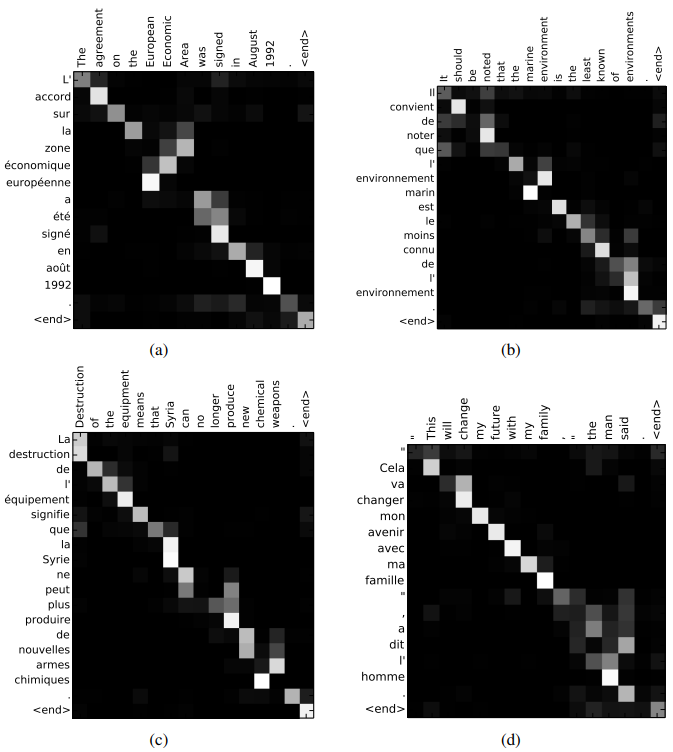 The agreement on the European Economic Area was signed in August 1992 . <end>
L'
accord
sur
la
zone
économique
européenne
a
été
signé
en
août
1992
.
<end>
(a)
It should be noted that the marine environment is the least known of environments . <end>
Il
convient
de
noter
que
l'
environnement
marin
est
le
moins
connu
de
l'
environnement
.
<end>
(b)
Destruction of the equipment means that Syria can no longer produce new chemical weapons . <end>
La
destruction
de
l'
équipement
signifie
que
la
Syrie
ne
peut
plus
produire
de
nouvelles
armes
chimiques
.
<end>
(c)
" This will change my future with my family , " the man said . <end>
"
Cela
va
changer
mon
avenir
avec
ma
famille
"
,
a
dit
l'
homme
.
<end>
(d)